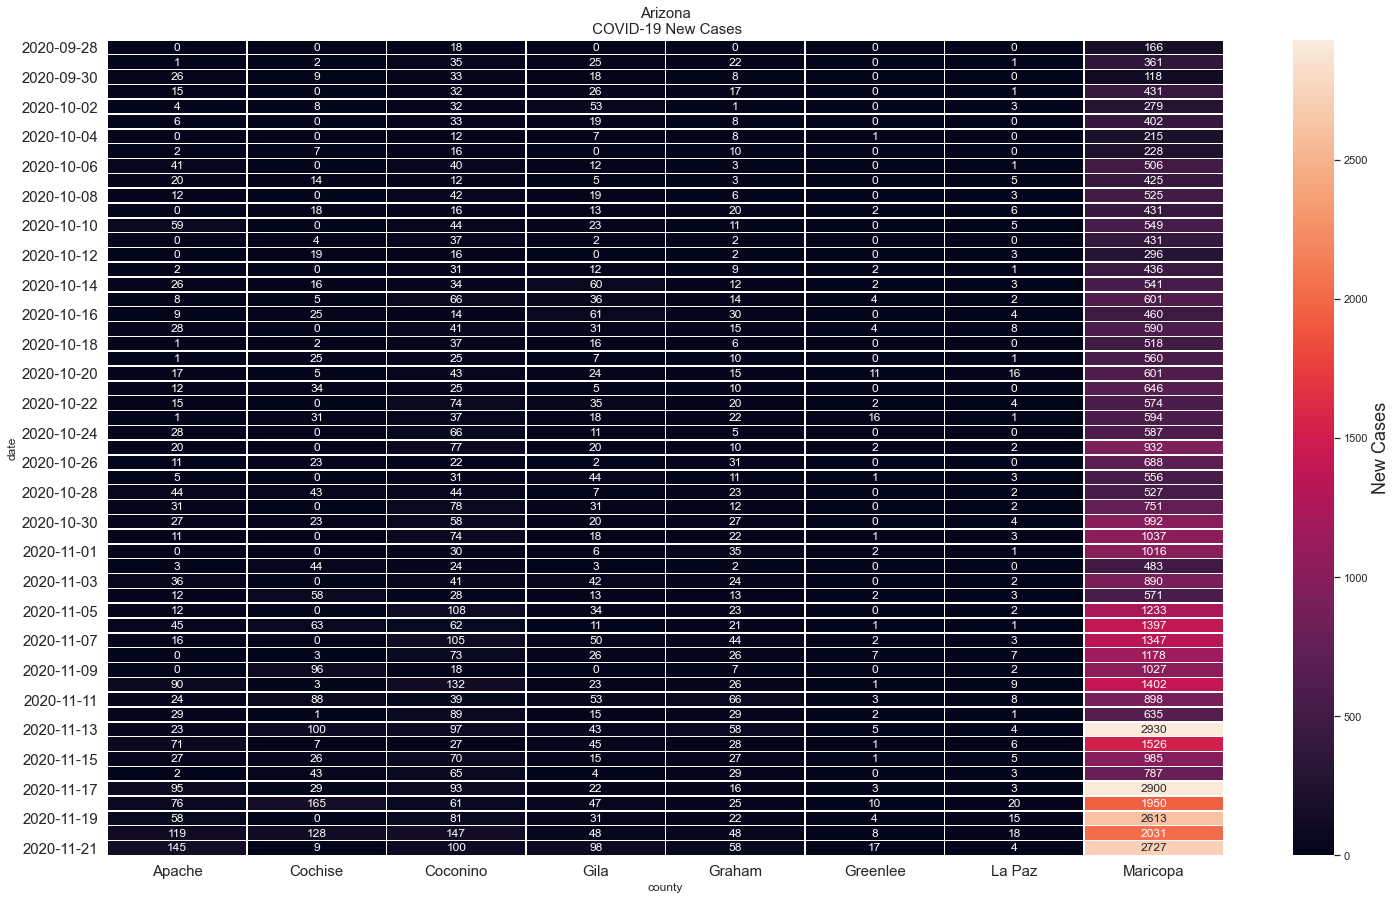 Arizona
COVID-19 New Cases
2020-09-28 0 0 18 0 0 0 0 166
1 2 35 25 22 0 1 361
2020-09-30 26 9 33 18 8 0 0 118
15 0 32 26 17 0 1 431
2020-10-02 4 8 32 53 1 0 3 279
6 0 33 19 8 0 0 402
2020-10-04 0 0 12 7 8 1 0 215
2 7 16 0 10 0 0 228
2020-10-06 41 0 40 12 3 0 1 506
20 14 12 5 3 0 5 425
2020-10-08 12 0 42 19 6 0 3 525
0 18 16 13 20 2 6 431
2020-10-10 59 0 44 23 11 0 5 549
0 4 37 2 2 0 0 431
2020-10-12 0 19 16 0 2 0 3 296
2 0 31 12 9 2 1 436
2020-10-14 26 16 34 60 12 2 3 541
8 5 66 36 14 4 2 601
2020-10-16 9 25 14 61 30 0 4 460
28 0 41 31 15 4 8 590
2020-10-18 1 2 37 16 6 0 0 518
1 25 25 7 10 0 1 560
2020-10-20 17 5 43 24 15 11 16 601
12 34 25 5 10 0 0 646
2020-10-22 15 0 74 35 20 2 4 574
1 31 37 18 22 16 1 594
2020-10-24 28 0 66 11 5 0 0 587
20 0 77 20 10 2 2 932
2020-10-26 11 23 22 2 31 0 0 688
5 0 31 44 11 1 3 556
2020-10-28 44 43 44 7 23 0 2 527
31 0 78 31 12 0 2 751
2020-10-30 27 23 58 20 27 0 4 992
11 0 74 18 22 1 3 1037
2020-11-01 0 0 30 6 35 2 1 1016
3 44 24 3 2 0 0 483
2020-11-03 36 0 41 42 24 0 2 890
12 58 28 13 13 2 3 571
2020-11-05 12 0 108 34 23 0 2 1233
45 63 62 11 21 1 1 1397
2020-11-07 16 0 105 50 44 2 3 1347
0 3 73 26 26 7 7 1178
2020-11-09 0 96 18 0 7 0 2 1027
90 3 132 23 26 1 9 1402
2020-11-11 24 88 39 53 66 3 8 898
29 1 89 15 29 2 1 635
2020-11-13 23 100 97 43 58 5 4 2930
71 7 27 45 28 1 6 1526
2020-11-15 27 26 70 15 27 1 5 985
2 43 65 4 29 0 3 787
2020-11-17 95 29 93 22 16 3 3 2900
76 165 61 47 25 10 20 1950
2020-11-19 58 0 81 31 22 4 15 2613
119 128 147 48 48 8 18 2031
2020-11-21 145 9 100 98 58 17 4 2727
Apache Cochise Coconino Gila Graham Greenlee La Paz Maricopa
county
date
2500
2000
1500
1000
500
0
New Cases